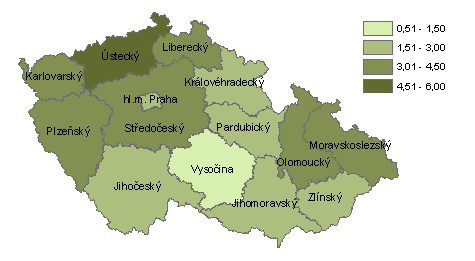 0,51 - 1,50
1,51 - 3,00
3,01 - 4,50
4,51 - 6,00
Ústecký
Liberecký
Karlovarský
Královéhradecký
hl.m. Praha
Plzeňský
Středočeský
Pardubický
Moravskoslezský
Olomoucký
Vysočina
Jihočeský
Zlínský
Jihomoravský